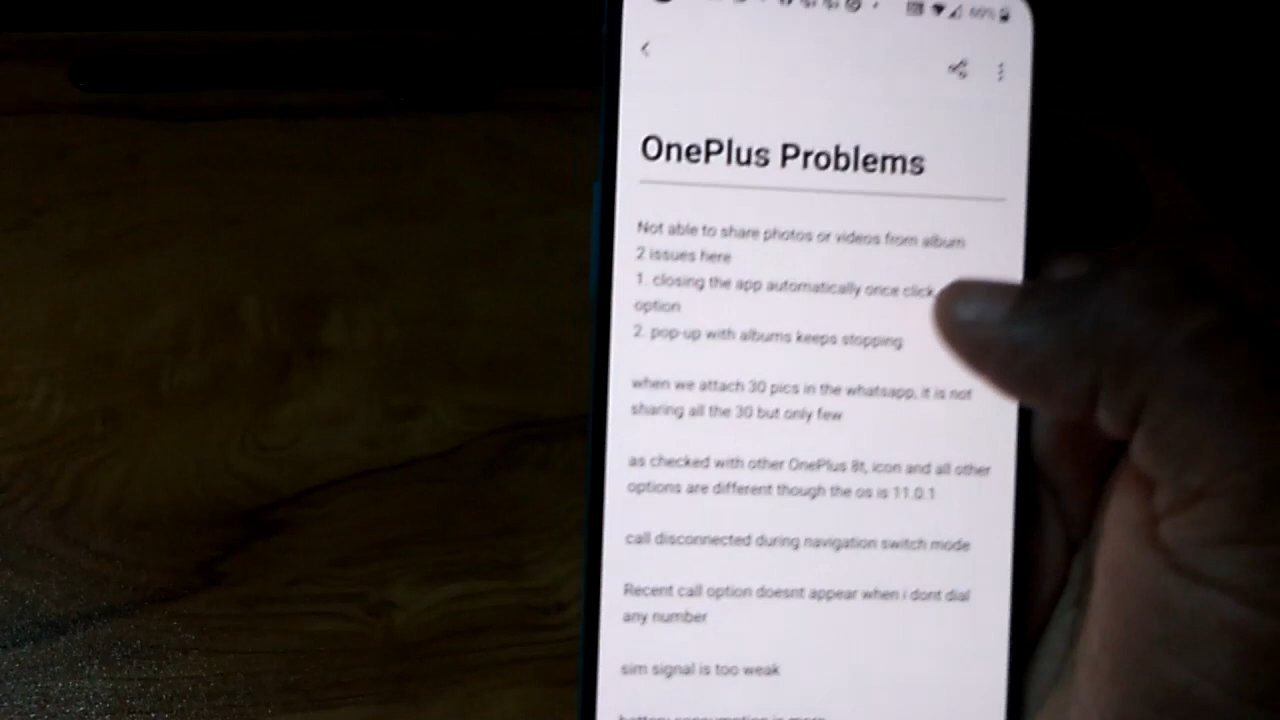 OnePlus Problems
Not able to share photos or videos from album
2 issues here
1. closing the app automatically once click
option
2. pop-up with albums keeps stopping
when we attach 30 pics in the whatsapp, it is not
sharing all the 30 but only few
as checked with other OnePlus 8t, icon and all other
options are different though the os is 11.0.1
call disconnected during navigation switch mode
Recent call option doesnt appear when i dont dial
any number
sim signal is too weak
battery consumption is more